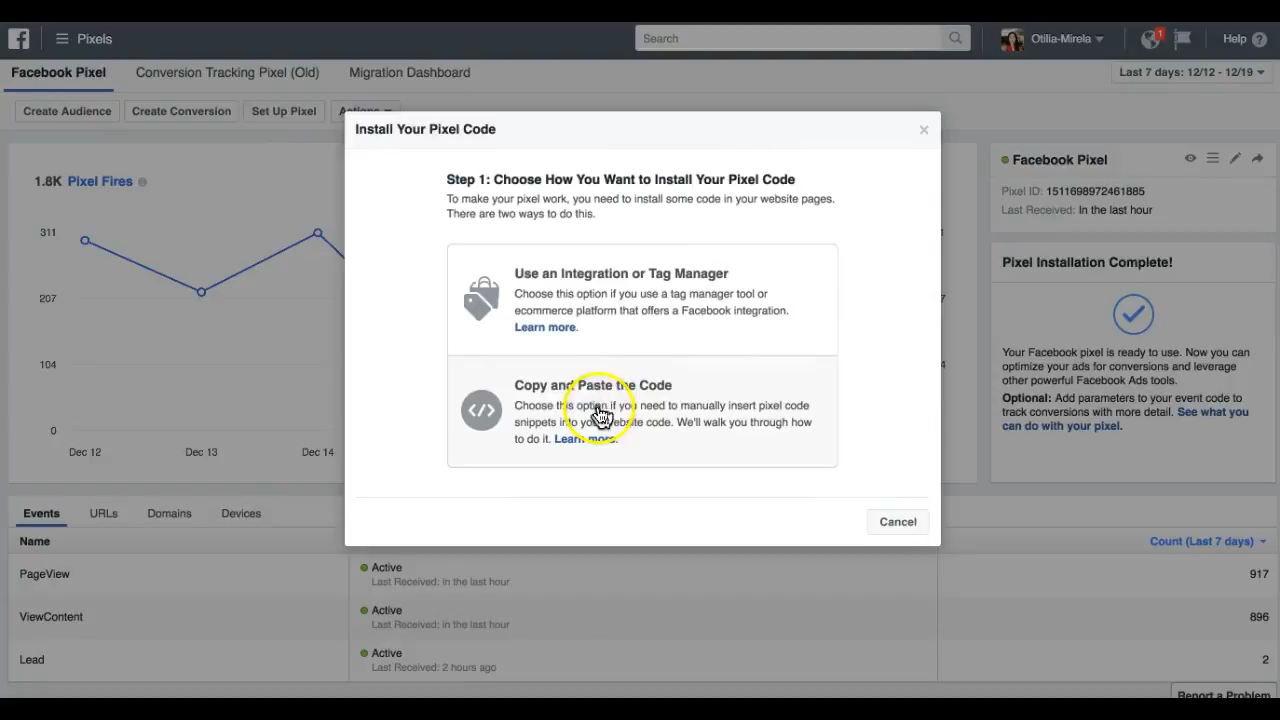 Pixels
Search
Otilia-Mirela
1
Help
Facebook Pixel
Conversion Tracking Pixel (Old)
Migration Dashboard
Last 7 days: 12/12 - 12/19
Create Audience
Create Conversion
Set Up Pixel
Actions
Install Your Pixel Code
Step 1: Choose How You Want to Install Your Pixel Code
To make your pixel work, you need to install some code in your website pages.
There are two ways to do this.
Use an Integration or Tag Manager
Choose this option if you use a tag manager tool or
ecommerce platform that offers a Facebook integration.
Learn more.
Copy and Paste the Code
Choose this option if you need to manually insert pixel code
snippets into your website code. We'll walk you through how
to do it. Learn more.
Cancel
1.8K Pixel Fires
311
207
104
0
Dec 12
Dec 13
Dec 14
Facebook Pixel
Pixel ID: 1511698972461885
Last Received: In the last hour
Pixel Installation Complete!
Your Facebook pixel is ready to use. Now you can
optimize your ads for conversions and leverage
other powerful Facebook Ads tools.
Optional: Add parameters to your event code to
track conversions with more detail. See what you
can do with your pixel.
Events
URLs
Domains
Devices
Name
Count (Last 7 days)
PageView
Active
Last Received: in the last hour
917
ViewContent
Active
Last Received: in the last hour
896
Lead
Active
Last Received: 2 hours ago
2
Report a Problem